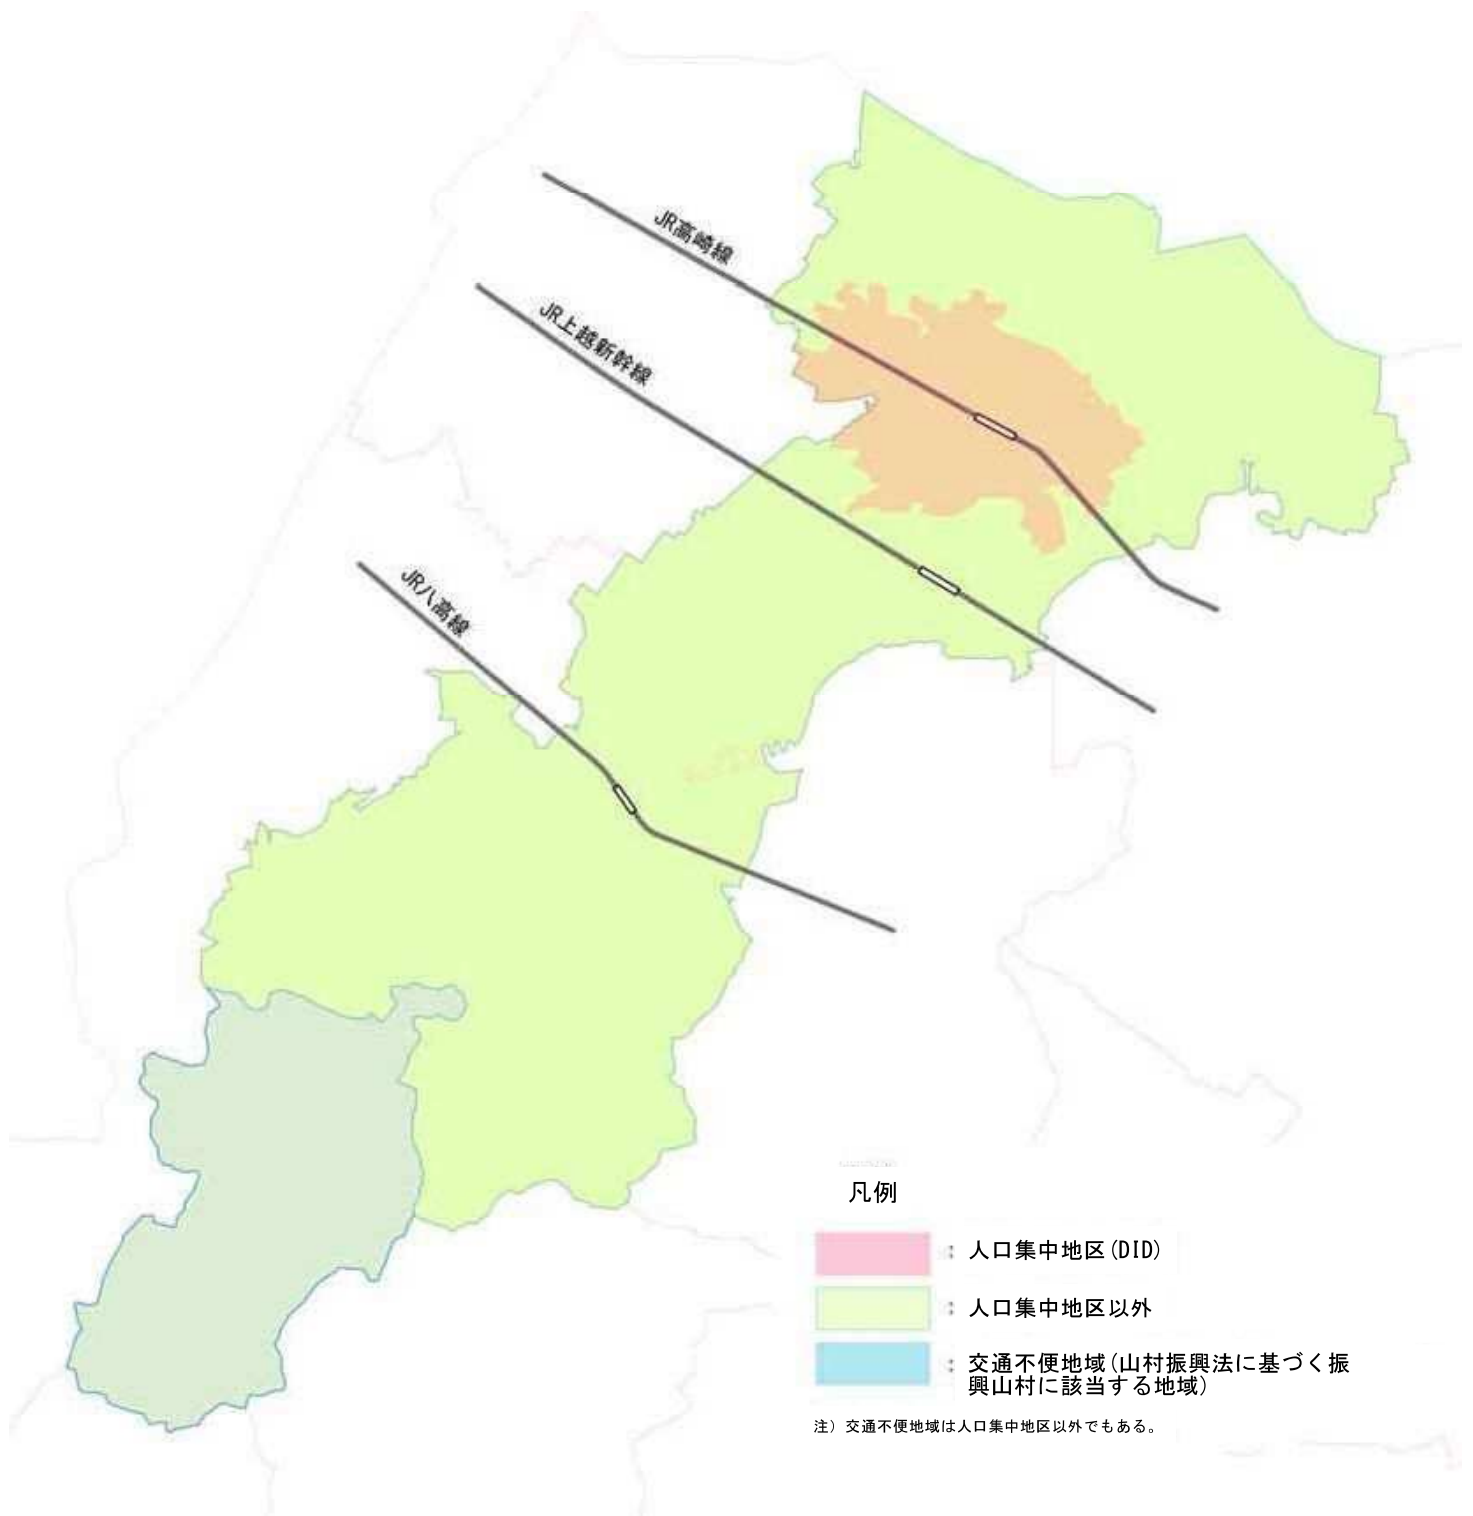 JR高崎線
JR上越新幹線
JR八高線
凡例
：人口集中地区(DID)
：人口集中地区以外
：交通不便地域(山村振興法に基づく振
興山村に該当する地域)
注）交通不便地域は人口集中地区以外でもある。